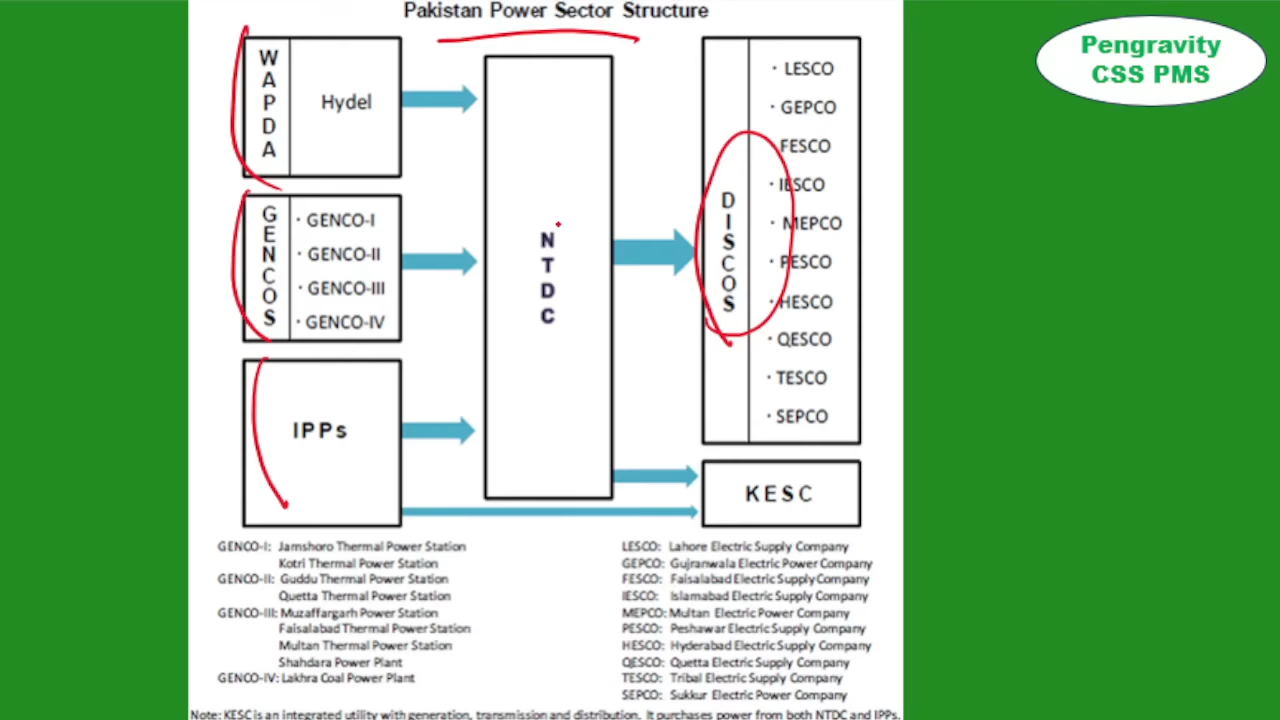 Pakistan Power Sector Structure
Pengravity
CSS PMS
WAPDA
Hydel
GENCOS
· GENCO-I
· GENCO-II
· GENCO-III
· GENCO-IV
IPPs
NTDC
DISCOS
· LESCO
· GEPCO
FESCO
· IESCO
· MEPCO
· PESCO
· HESCO
· QESCO
· TESCO
· SEPCO
KESC
GENCO-I: Jamshoro Thermal Power Station
Kotri Thermal Power Station
GENCO-II: Guddu Thermal Power Station
Quetta Thermal Power Station
GENCO-III: Muzaffargarh Power Station
Faisalabad Thermal Power Station
Multan Thermal Power Station
Shahdara Power Plant
GENCO-IV: Lakhra Coal Power Plant
LESCO: Lahore Electric Supply Company
GEPCO: Gujranwala Electric Power Company
FESCO: Faisalabad Electric Supply Company
IESCO: Islamabad Electric Supply Company
MEPCO: Multan Electric Power Company
PESCO: Peshawar Electric Supply Company
HESCO: Hyderabad Electric Supply Company
QESCO: Quetta Electric Supply Company
TESCO: Tribal Electric Supply Company
SEPCO: Sukkur Electric Power Company
Note: KESC is an integrated utility with generation, transmission and distribution. It purchases power from both NTDC and IPPs.